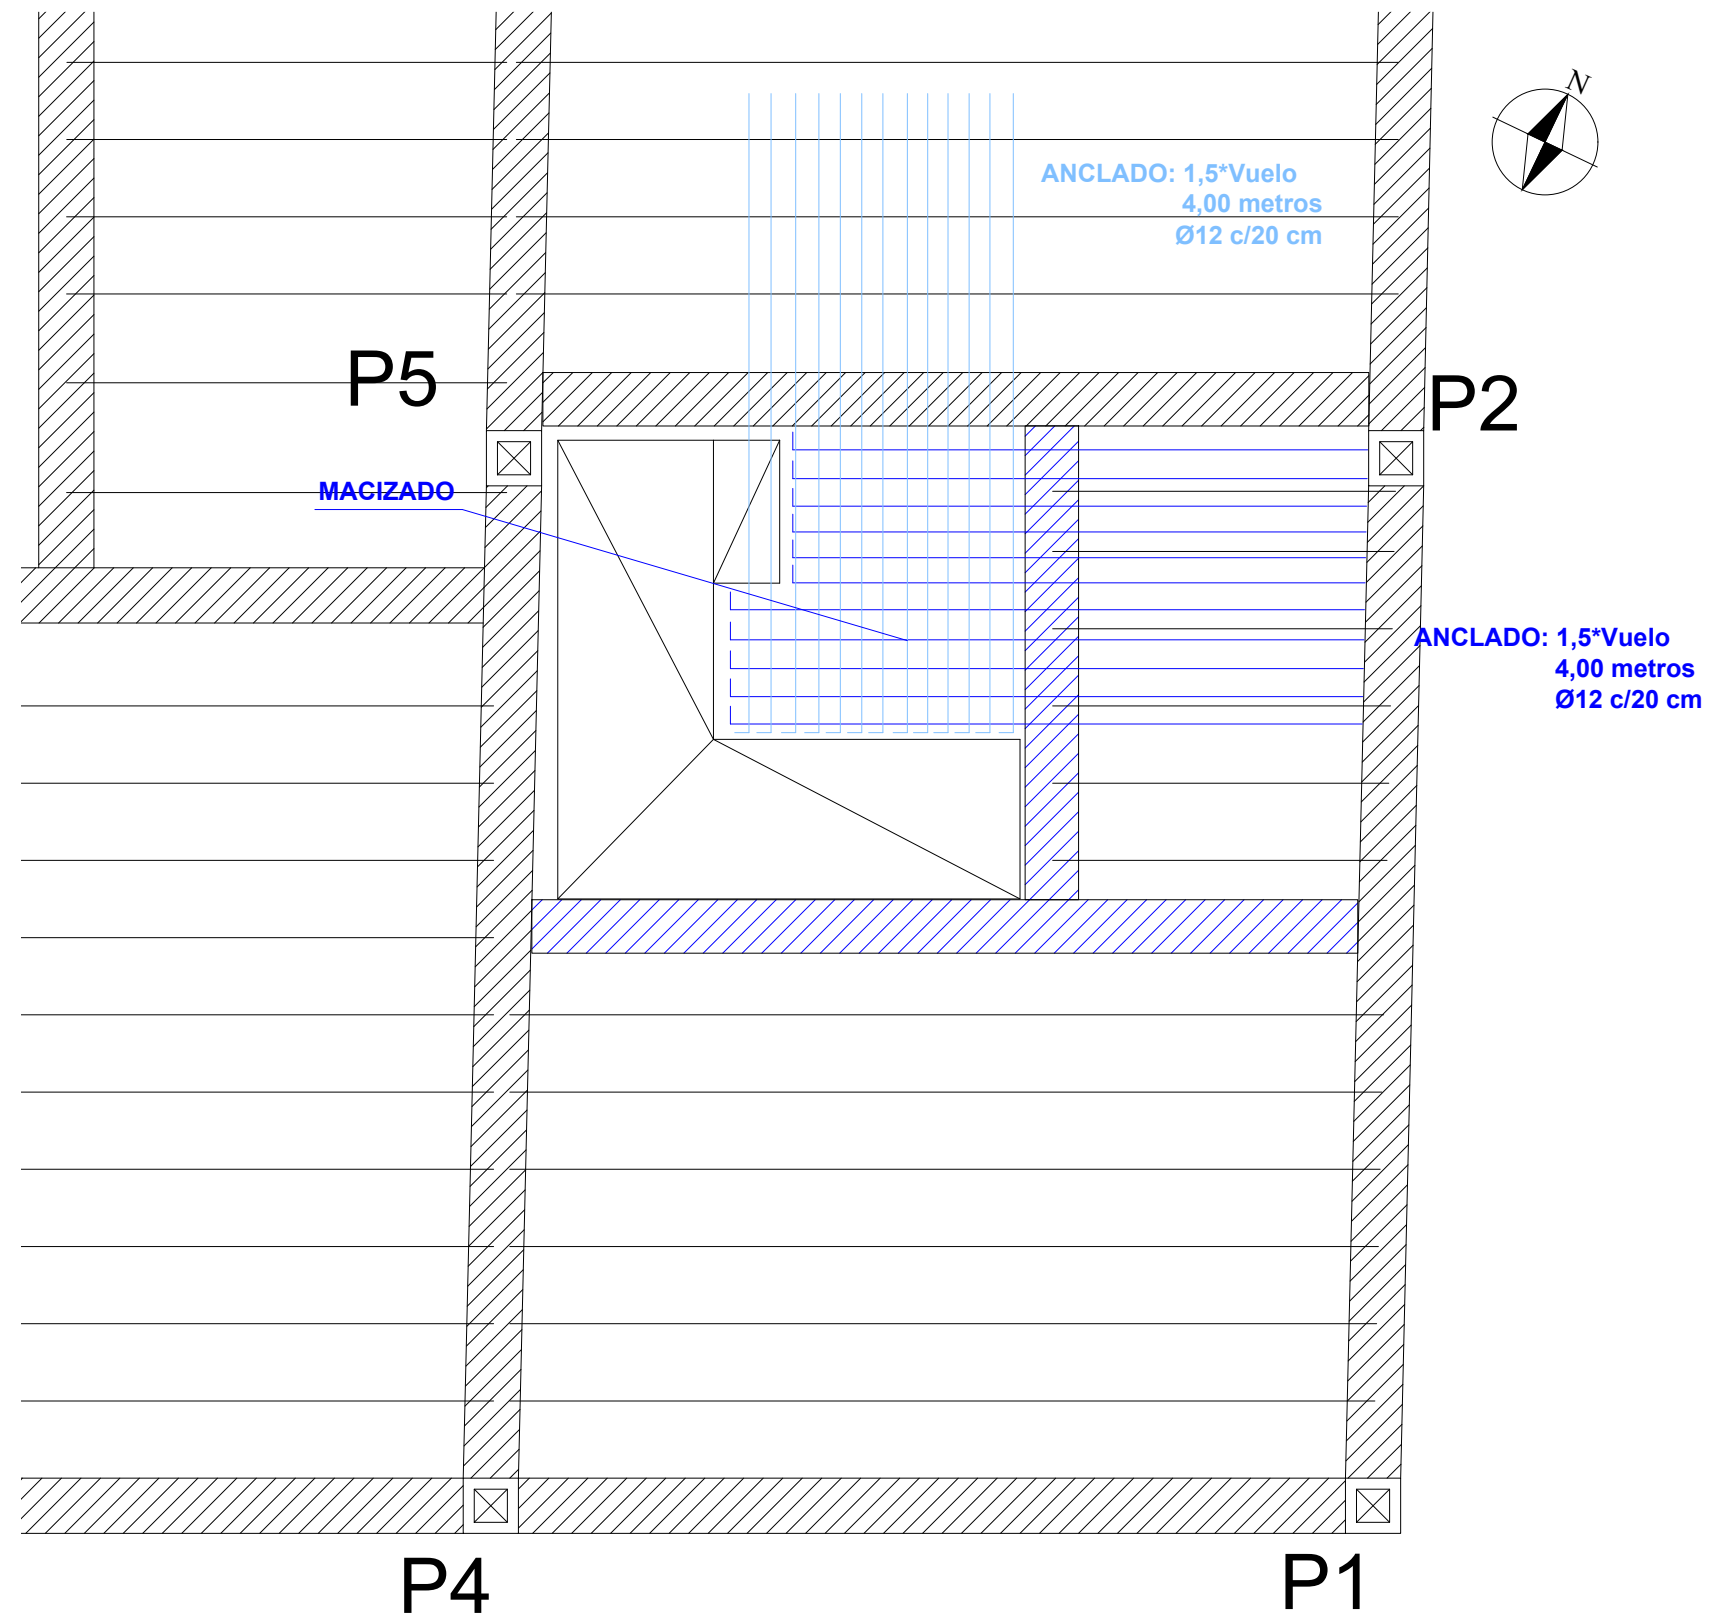 N
ANCLADO: 1,5*Vuelo
4,00 metros
Ø12 c/20 cm
P5
P2
MACIZADO
ANCLADO: 1,5*Vuelo
4,00 metros
Ø12 c/20 cm
P4
P1